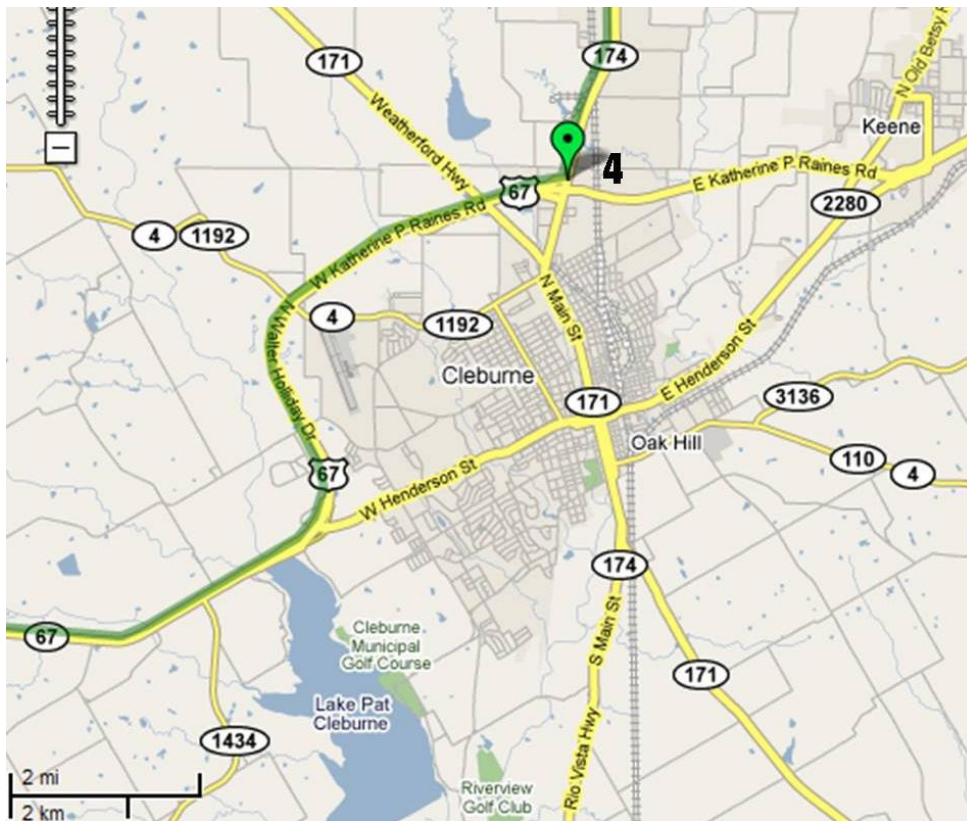 171
174
N Old Betsy R
Weatherford Hwy
Keene
4
67
E Katherine P Raines Rd
W Katherine P Raines Rd
2280
4
1192
4
1192
N Walter Holliday Dr
N Main St
Cleburne
E Henderson St
171
3136
Oak Hill
110
4
67
W Henderson St
174
67
Cleburne
Municipal
Golf Course
S Main St
171
Lake Pat
Cleburne
1434
Rio Vista Hwy
Riverview
Golf Club
2 mi
2 km